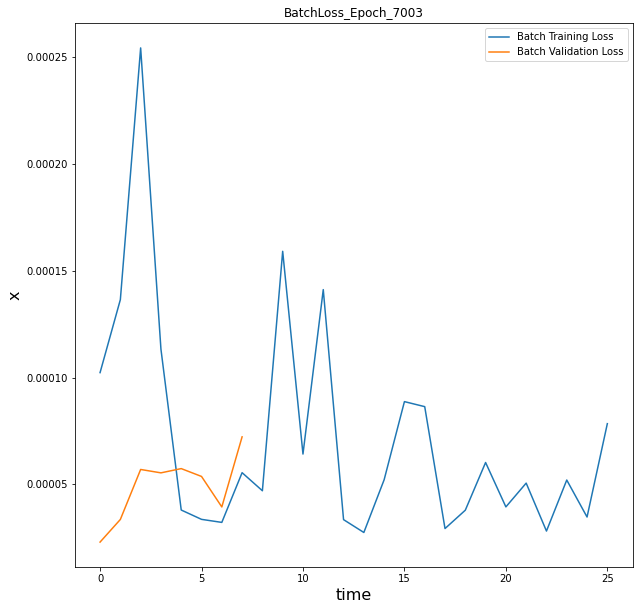 BatchLoss_Epoch_7003
Batch Training Loss
Batch Validation Loss
0.00025
0.00020
0.00015
0.00010
0.00005
x
0 5 10 15 20 25
time